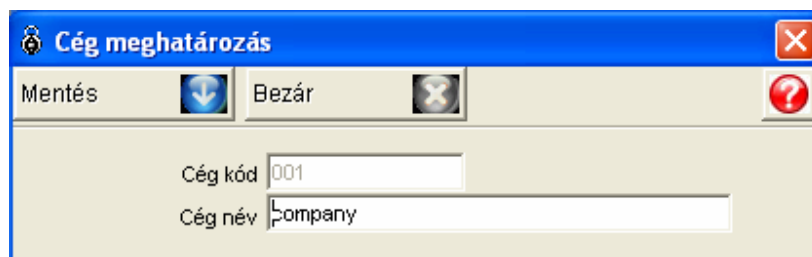 Cég meghatározás
Mentés Bezár
Cég kód 001
Cég név company